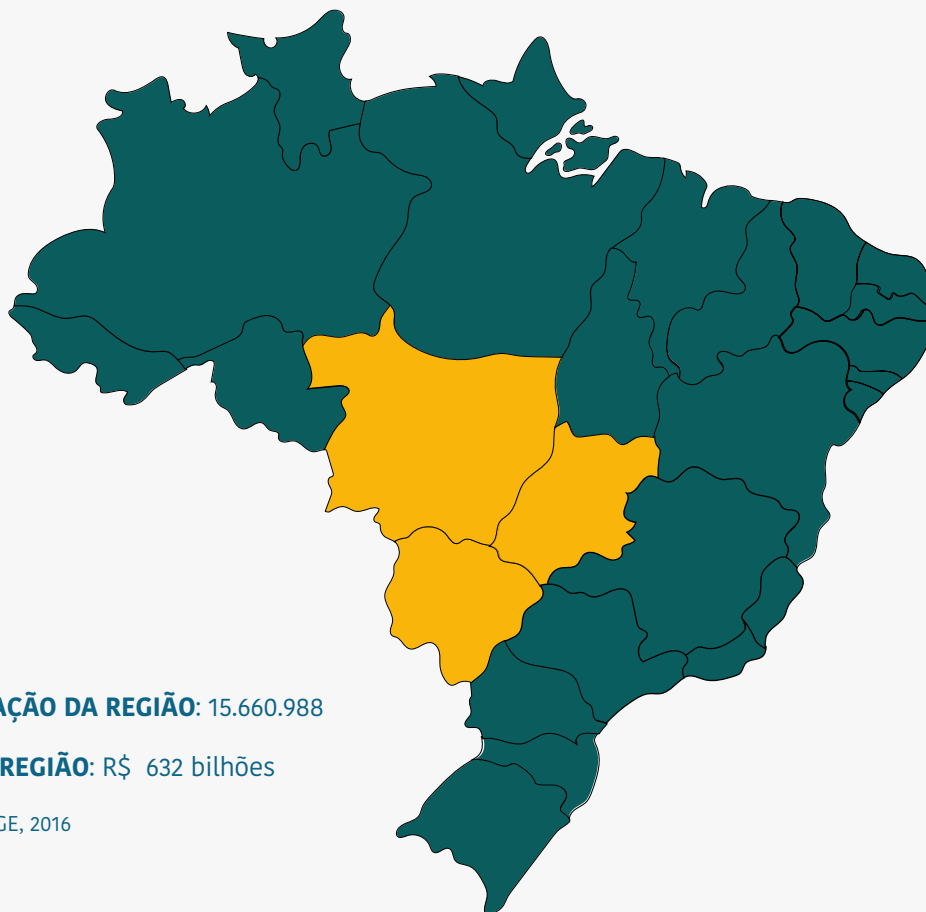 AÇÃO DA REGIÃO: 15.660.988
REGIÃO: R$ 632 bilhões
GE, 2016